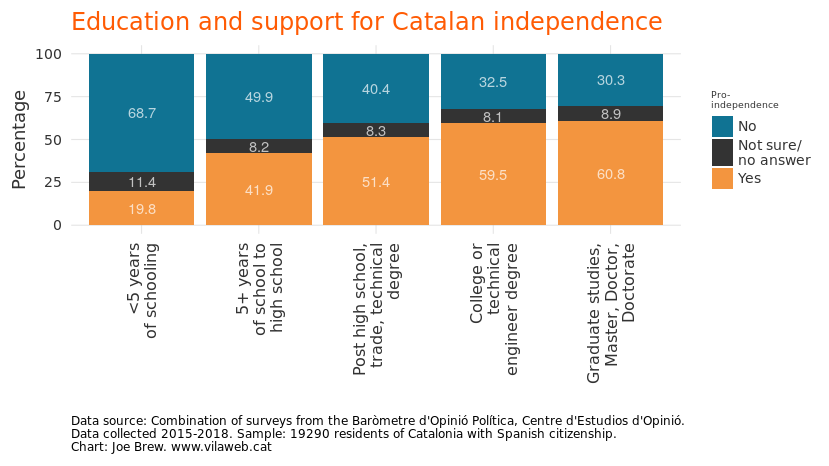 Education and support for Catalan independence
Percentage
100
75
50
25
0
68.7
11.4
19.8
49.9
8.2
41.9
40.4
8.3
51.4
32.5
8.1
59.5
30.3
8.9
60.8
<5 years
of schooling
5+ years
of school to
high school
Post high school,
trade, technical
degree
College or
technical
engineer degree
Graduate studies,
Master, Doctor,
Doctorate
Pro-
independence
No
Not sure/
no answer
Yes
Data source: Combination of surveys from the Baròmetre d'Opinió Política, Centre d'Estudios d'Opinió.
Data collected 2015-2018. Sample: 19290 residents of Catalonia with Spanish citizenship.
Chart: Joe Brew. www.vilaweb.cat